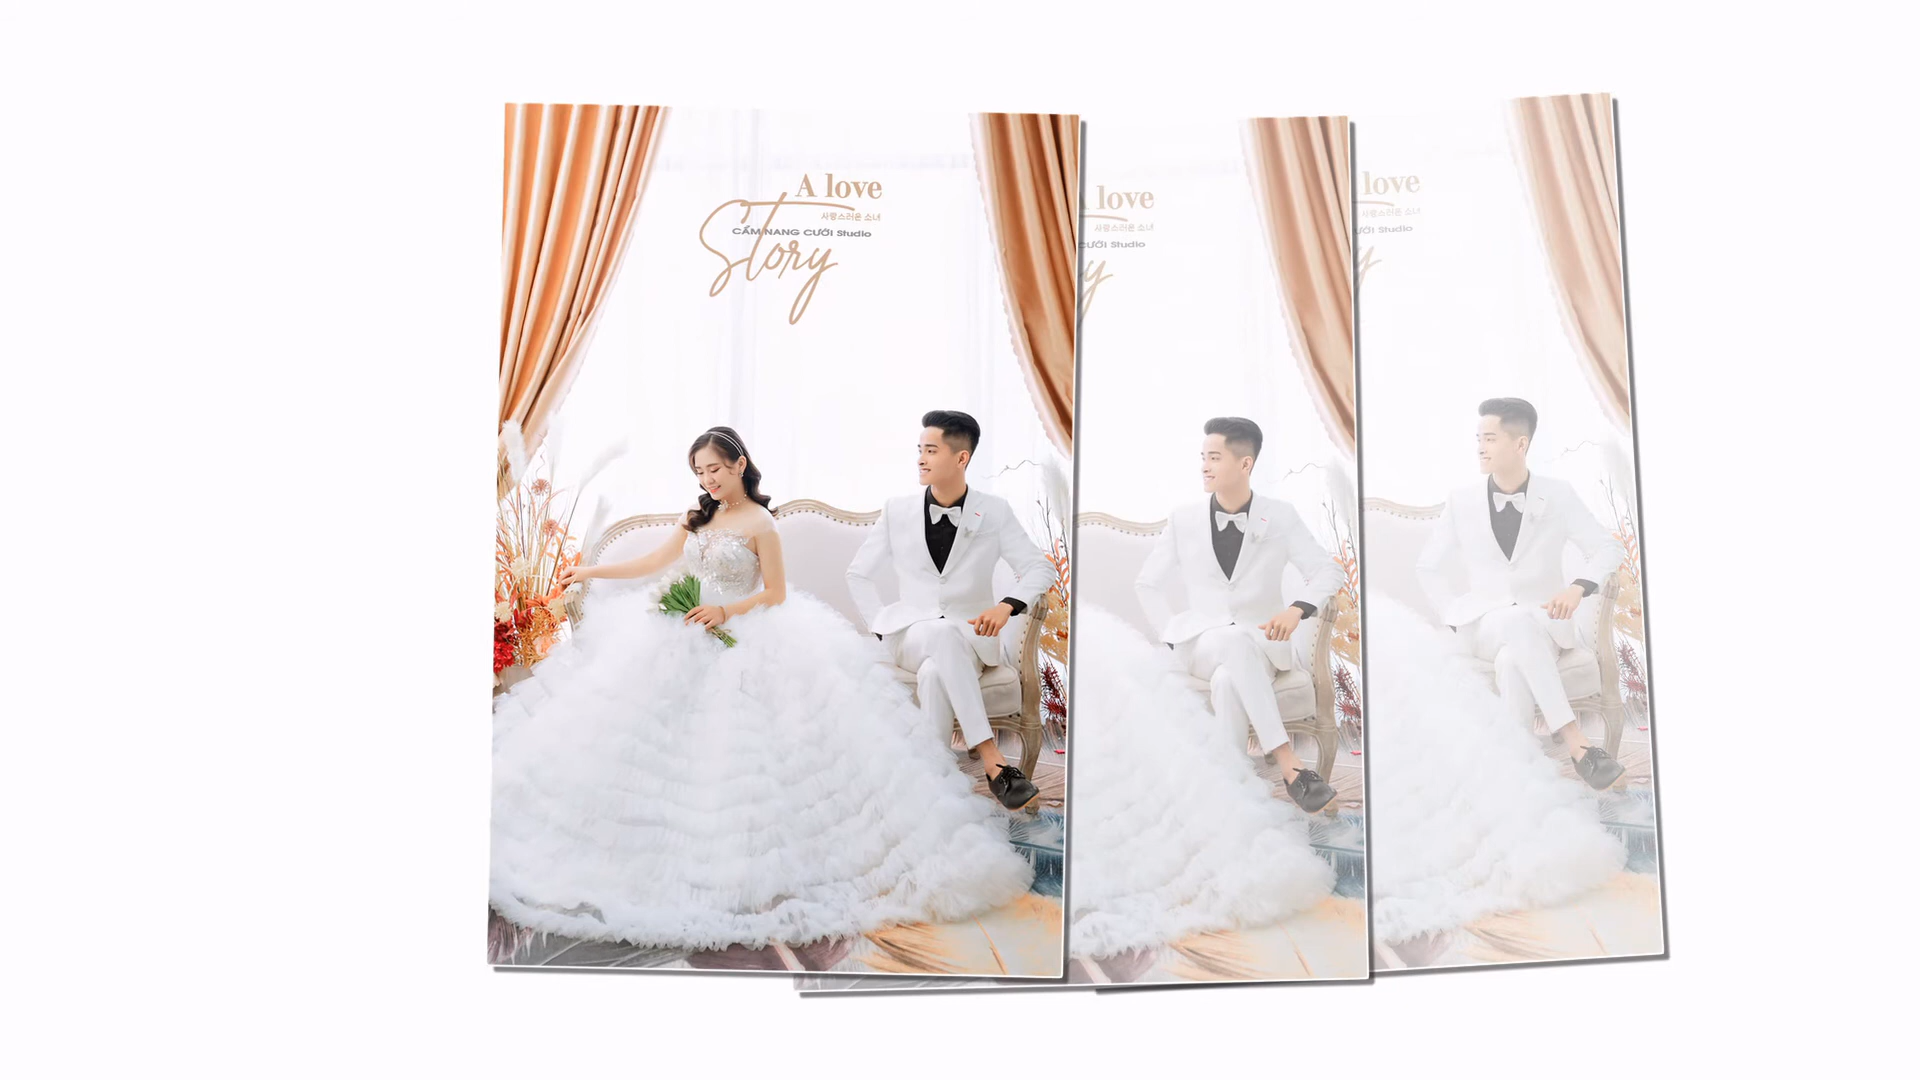 A love
사랑스러운 소녀
CẨM NANG CƯỚI Studio
Story
love
사랑스러운 소녀
CƯỚI Studio
y
love
사랑스러운 소녀
Studio
y